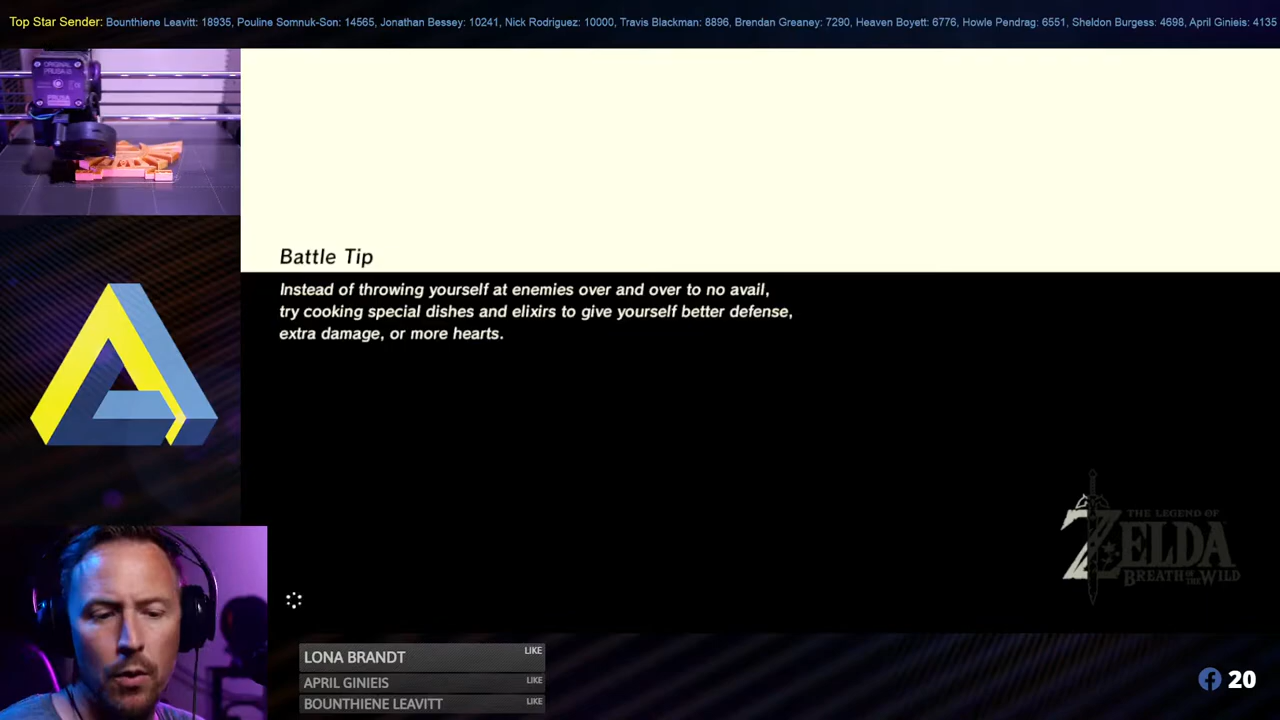 Top Star Sender: Bounthiene Leavitt: 18935, Pouline Somnuk-Son: 14565, Jonathan Bessey: 10241, Nick Rodriguez: 10000, Travis Blackman: 8896, Brendan Greaney: 7290, Heaven Boyett: 6776, Howle Pendrag: 6551, Sheldon Burgess: 4698, April Ginieis: 4135
ORIGINAL
PRUSA
Battle Tip
Instead of throwing yourself at enemies over and over to no avail,
try cooking special dishes and elixirs to give yourself better defense,
extra damage, or more hearts.
THE LEGEND OF
ZELDA
BREATH OF THE WILD
LONA BRANDT LIKE
APRIL GINIEIS LIKE
BOUNTHIENE LEAVITT LIKE
20